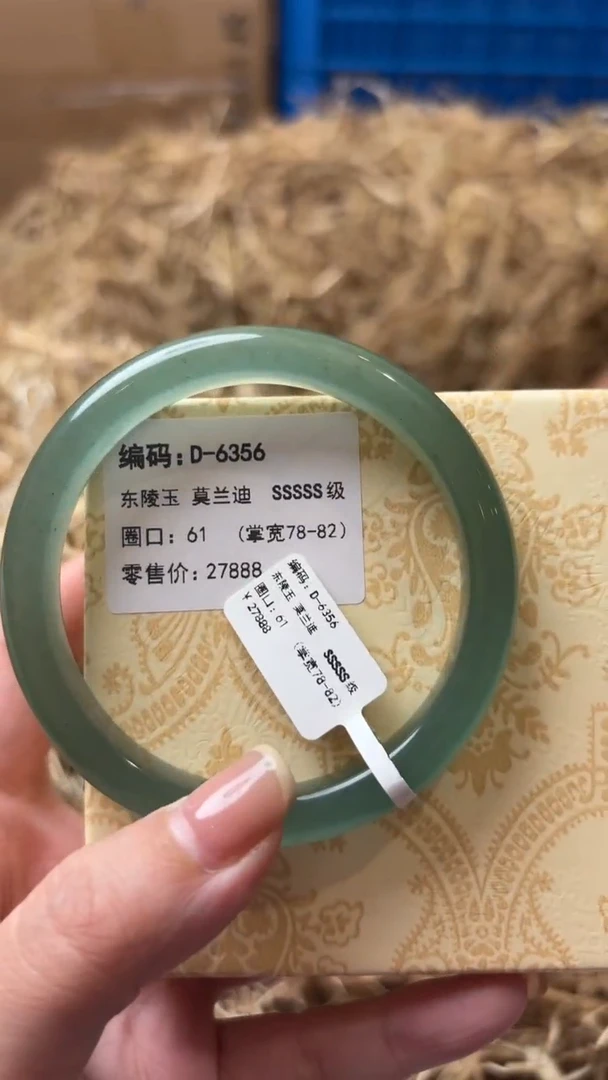 编码：D-6356
东陵玉 莫兰迪 SSSSS级
圈口：61 （掌宽78-82）
零售价：27888
编码：D-6356
东陵玉 莫兰迪 SSSSS级
圈口：61 （掌宽78-82）
￥27888